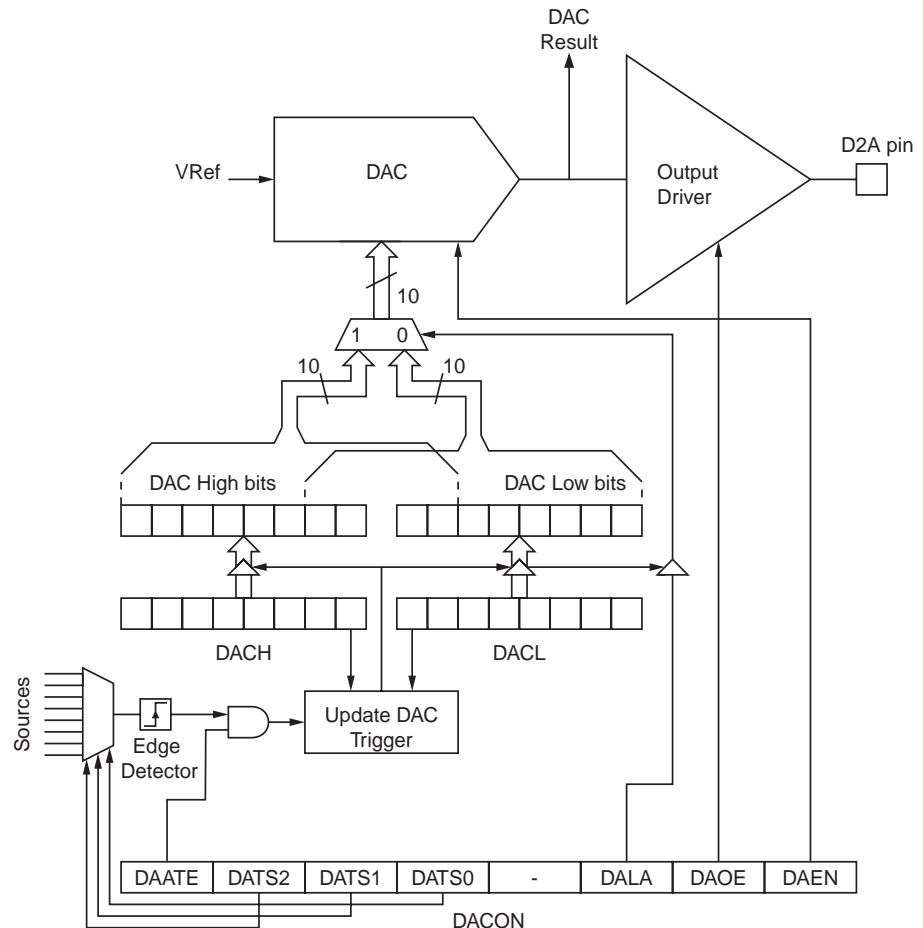 DAC
Result
D2A pin
VRef
DAC
Output
Driver
10
1 0
10
10
DAC High bits
DAC Low bits
DACH
DACL
Sources
Edge
Detector
Update DAC
Trigger
DAATE DATS2 DATS1 DATS0 - DALA DAOE DAEN
DACON